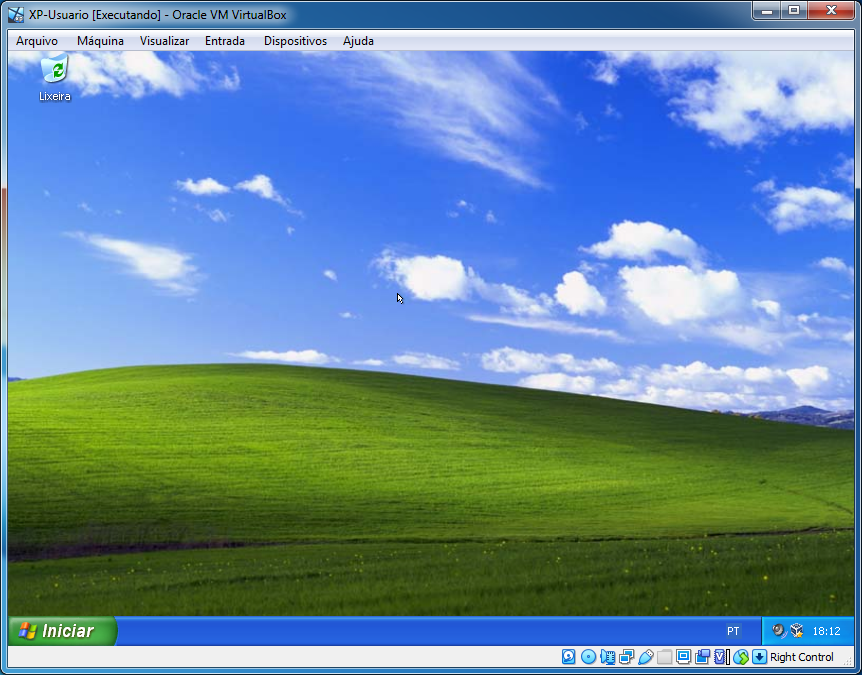 XP-Usuario [Executando] - Oracle VM VirtualBox
Arquivo Máquina Visualizar Entrada Dispositivos Ajuda
Lixeira
Iniciar
PT
18:12
Right Control